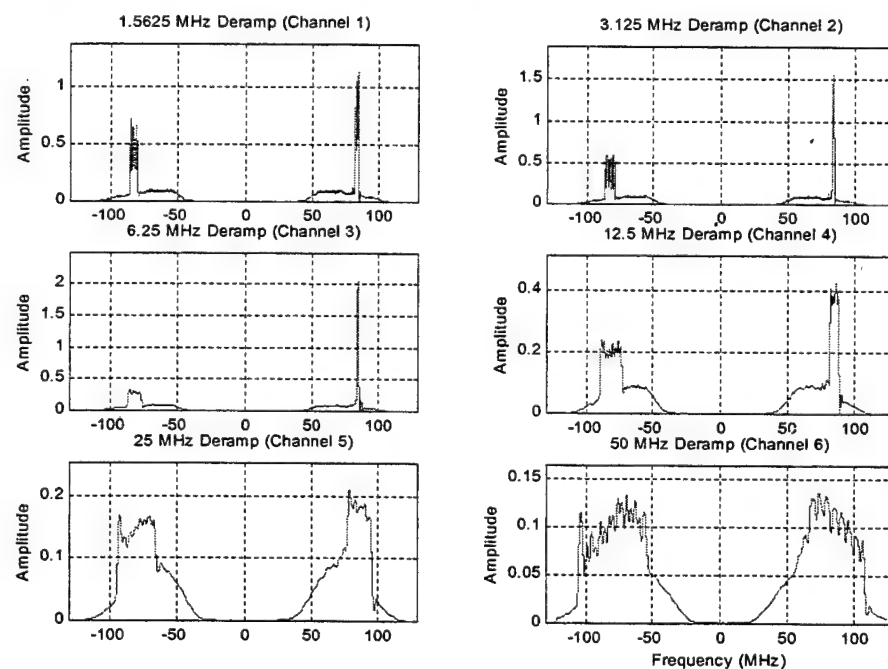 1.5625 MHz Deramp (Channel 1)
Amplitude
1
0.5
0
-100 -50 0 50 100
3.125 MHz Deramp (Channel 2)
Amplitude
1.5
1
0.5
0
-100 -50 0 50 100
6.25 MHz Deramp (Channel 3)
Amplitude
2
1.5
1
0.5
0
-100 -50 0 50 100
12.5 MHz Deramp (Channel 4)
Amplitude
0.4
0.2
0
-100 -50 0 50 100
25 MHz Deramp (Channel 5)
Amplitude
0.2
0.1
0
-100 -50 0 50 100
50 MHz Deramp (Channel 6)
Amplitude
0.15
0.1
0.05
0
-100 -50 0 50 100
Frequency (MHz)